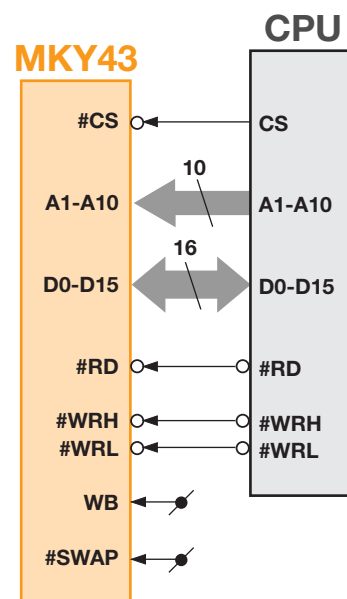 CPU
MKY43
#CS CS
10
A1-A10 A1-A10
16
D0-D15 D0-D15
#RD #RD
#WRH #WRH
#WRL #WRL
WB
#SWAP